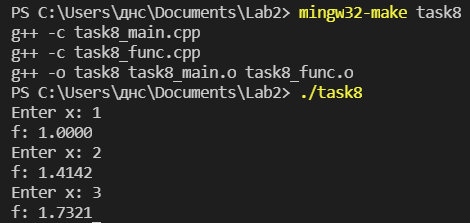 PS C:\Users\днс\Documents\Lab2> mingw32-make task8
g++ -c task8_main.cpp
g++ -c task8_func.cpp
g++ -o task8 task8_main.o task8_func.o
PS C:\Users\днс\Documents\Lab2> ./task8
Enter x: 1
f: 1.0000
Enter x: 2
f: 1.4142
Enter x: 3
f: 1.7321